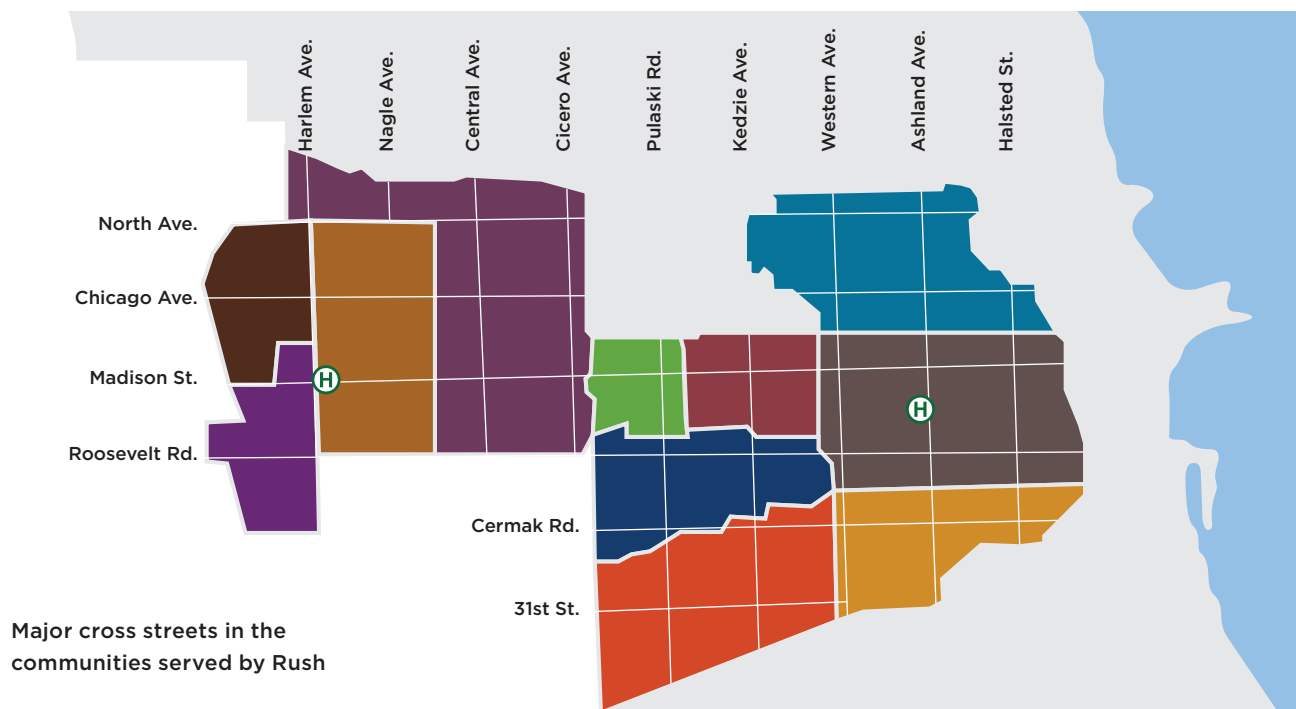 Harlem Ave.
Nagle Ave.
Central Ave.
Cicero Ave.
Pulaski Rd.
Kedzie Ave.
Western Ave.
Ashland Ave.
Halsted St.
North Ave.
Chicago Ave.
Madison St.
H
H
Roosevelt Rd.
Cermak Rd.
31st St.
Major cross streets in the
communities served by Rush